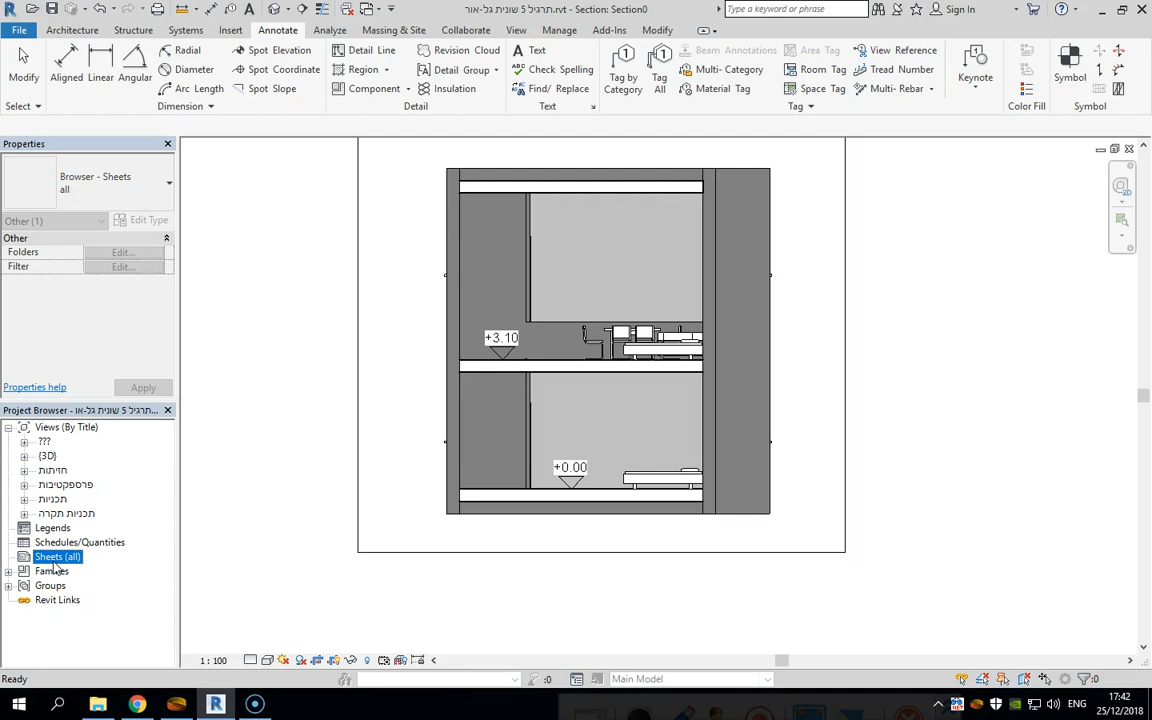 תרגיל 5 שונית גל-אור.rvt - Section: Section0
Type a keyword or phrase
Sign In
File Architecture Structure Systems Insert Annotate Analyze Massing & Site Collaborate View Manage Add-Ins Modify
Modify
Aligned Linear Angular
Radial
Diameter
Arc Length
Spot Elevation
Spot Coordinate
Spot Slope
Detail Line
Region
Component
Revision Cloud
Detail Group
Insulation
Text
Check Spelling
Find/ Replace
Tag by Category
Tag All
Beam Annotations
Multi- Category
Material Tag
Area Tag
Room Tag
Space Tag
View Reference
Tread Number
Multi- Rebar
Keynote
Symbol
Select
Dimension
Detail
Text
Tag
Color Fill
Symbol
Properties
Browser - Sheets
all
Other (1)
Edit Type
Other
Folders Edit...
Filter Edit...
Properties help
Apply
Project Browser - תרגיל 5 שונית גל-או...
Views (By Title)
???
{3D}
חזיתות
פרספקטיבות
תכניות
תכניות תקרה
Legends
Schedules/Quantities
Sheets (all)
Families
Groups
Revit Links
+3.10
+0.00
2D
1 : 100
Ready
:0
Main Model
:0
ENG
17:42
25/12/2018